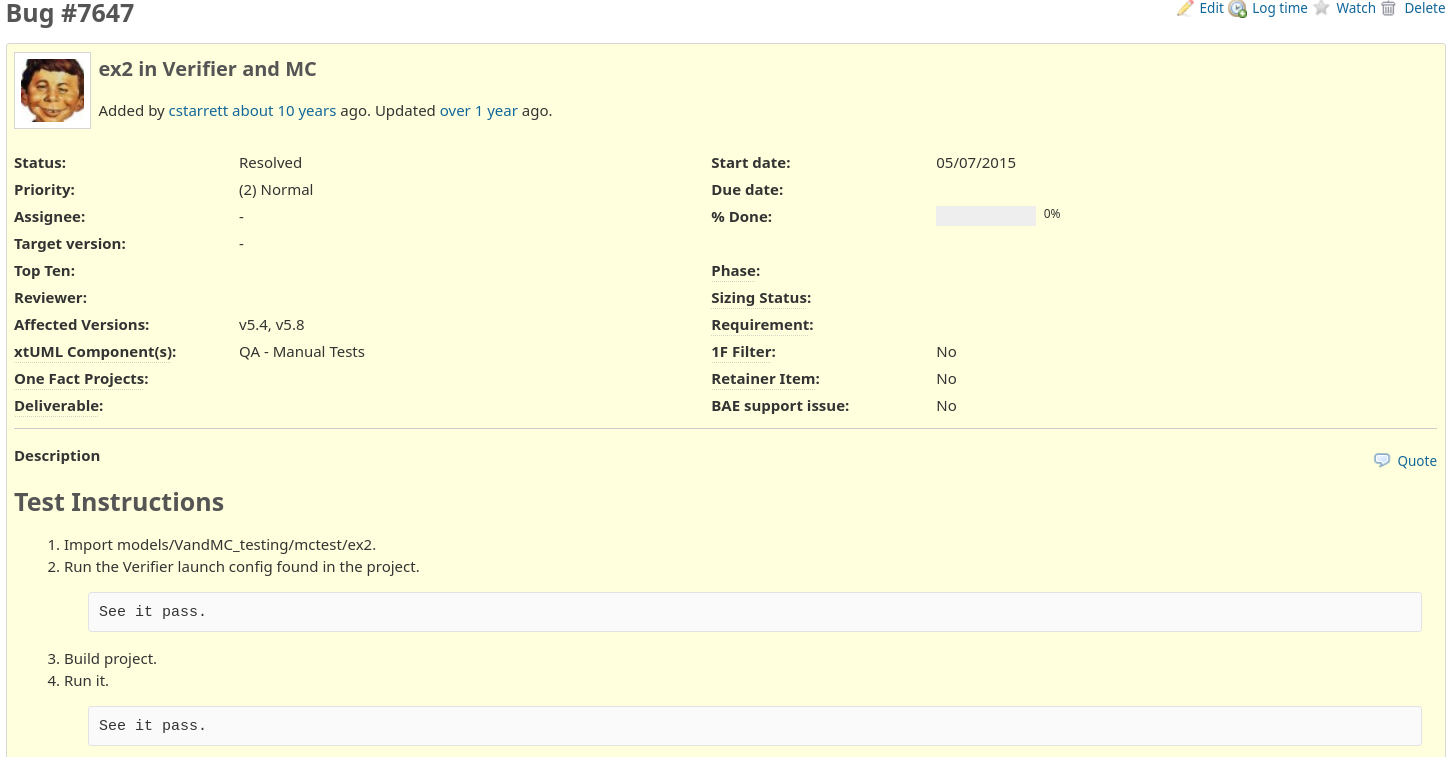 Bug #7647
Edit Log time Watch Delete
ex2 in Verifier and MC
Added by cstarrett about 10 years ago. Updated over 1 year ago.
Status: Resolved Start date: 05/07/2015
Priority: (2) Normal Due date:
Assignee: - % Done: 0%
Target version: -
Top Ten: Phase:
Reviewer: Sizing Status:
Affected Versions: v5.4, v5.8 Requirement:
xtUML Component(s): QA - Manual Tests 1F Filter: No
One Fact Projects: Retainer Item: No
Deliverable: BAE support issue: No
Description
Quote
Test Instructions
1. Import models/VandMC_testing/mctest/ex2.
2. Run the Verifier launch config found in the project.
See it pass.
3. Build project.
4. Run it.
See it pass.